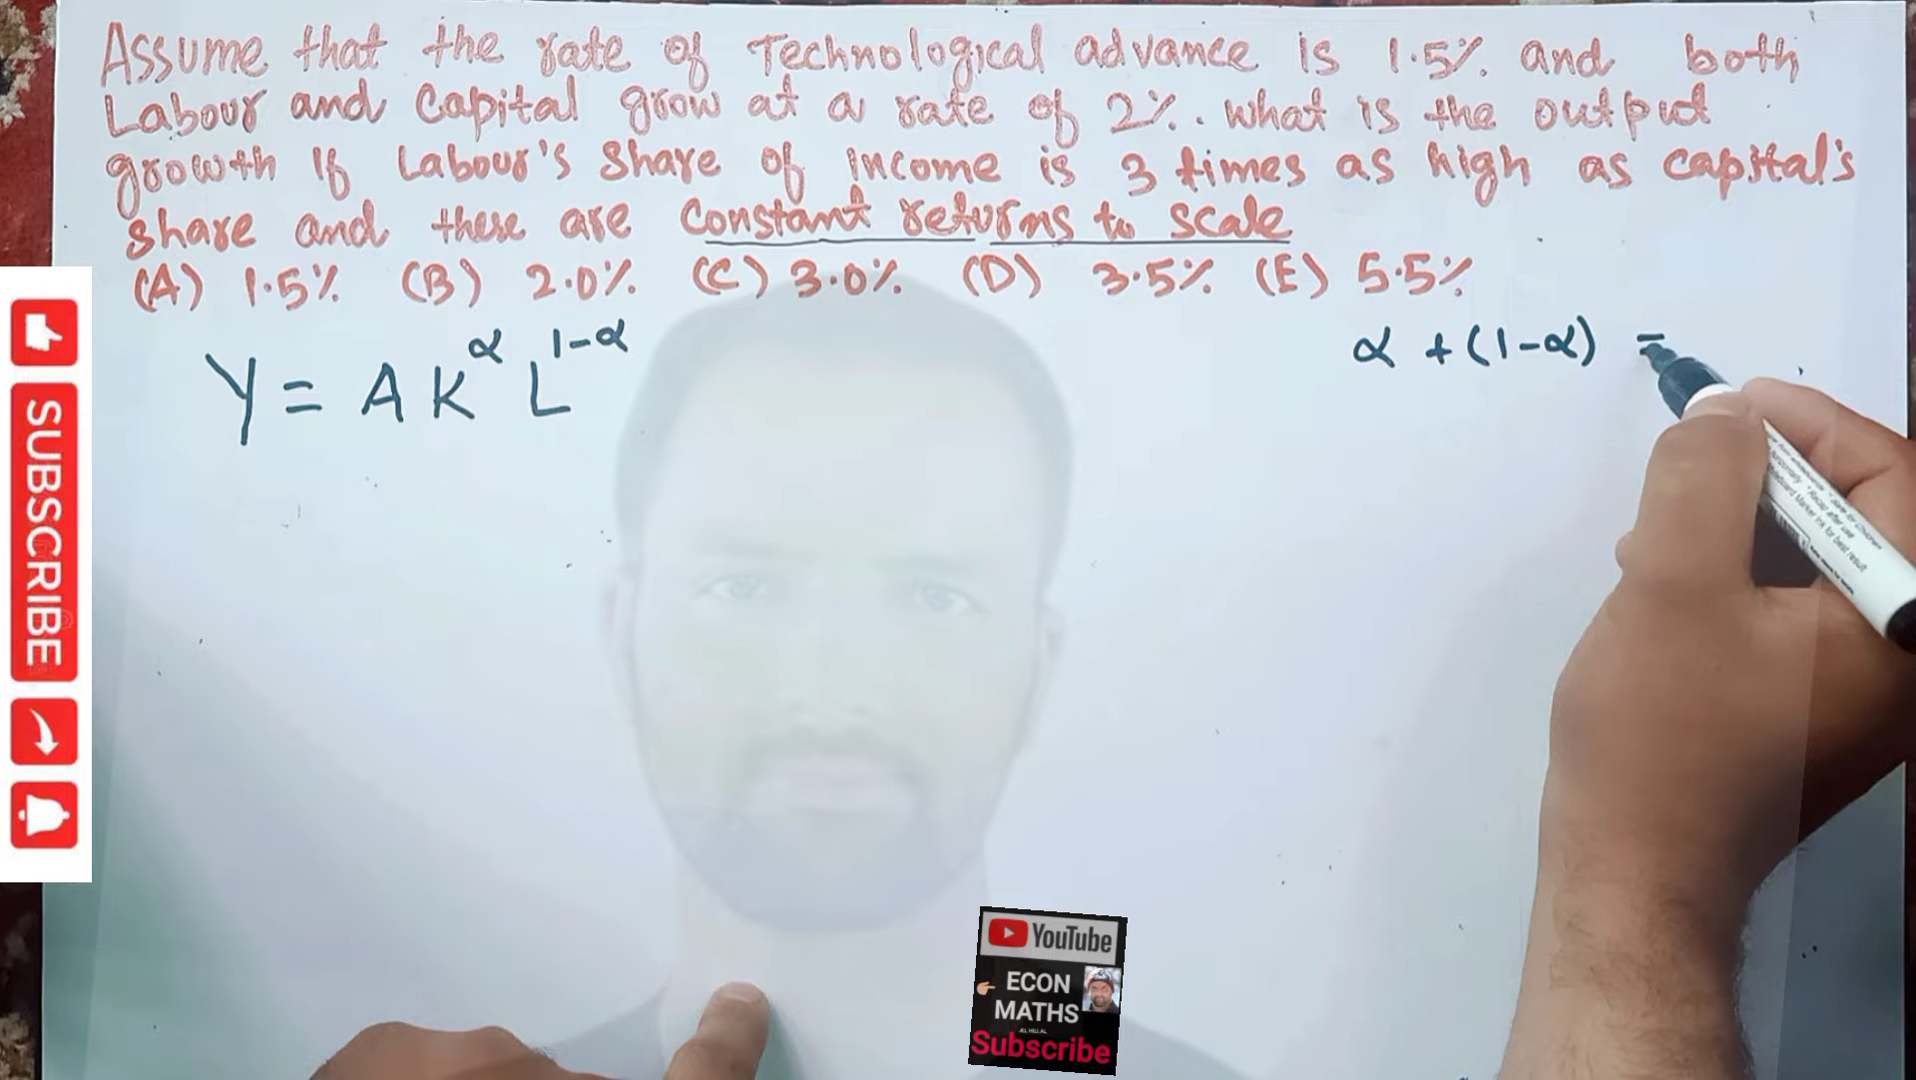 Assume that the rate of Technological advance is 1.5% and both
Labour and Capital grow at a rate of 2%. what is the output
growth If Labour's share of income is 3 times as high as capital's
share and these are constant returns to scale
(A) 1.5% (B) 2.0% (C) 3.0% (D) 3.5% (E) 5.5%
Y = A K^α L^1-α
α + (1-α) =
SUBSCRIBE
YouTube
ECON
MATHS
Subscribe